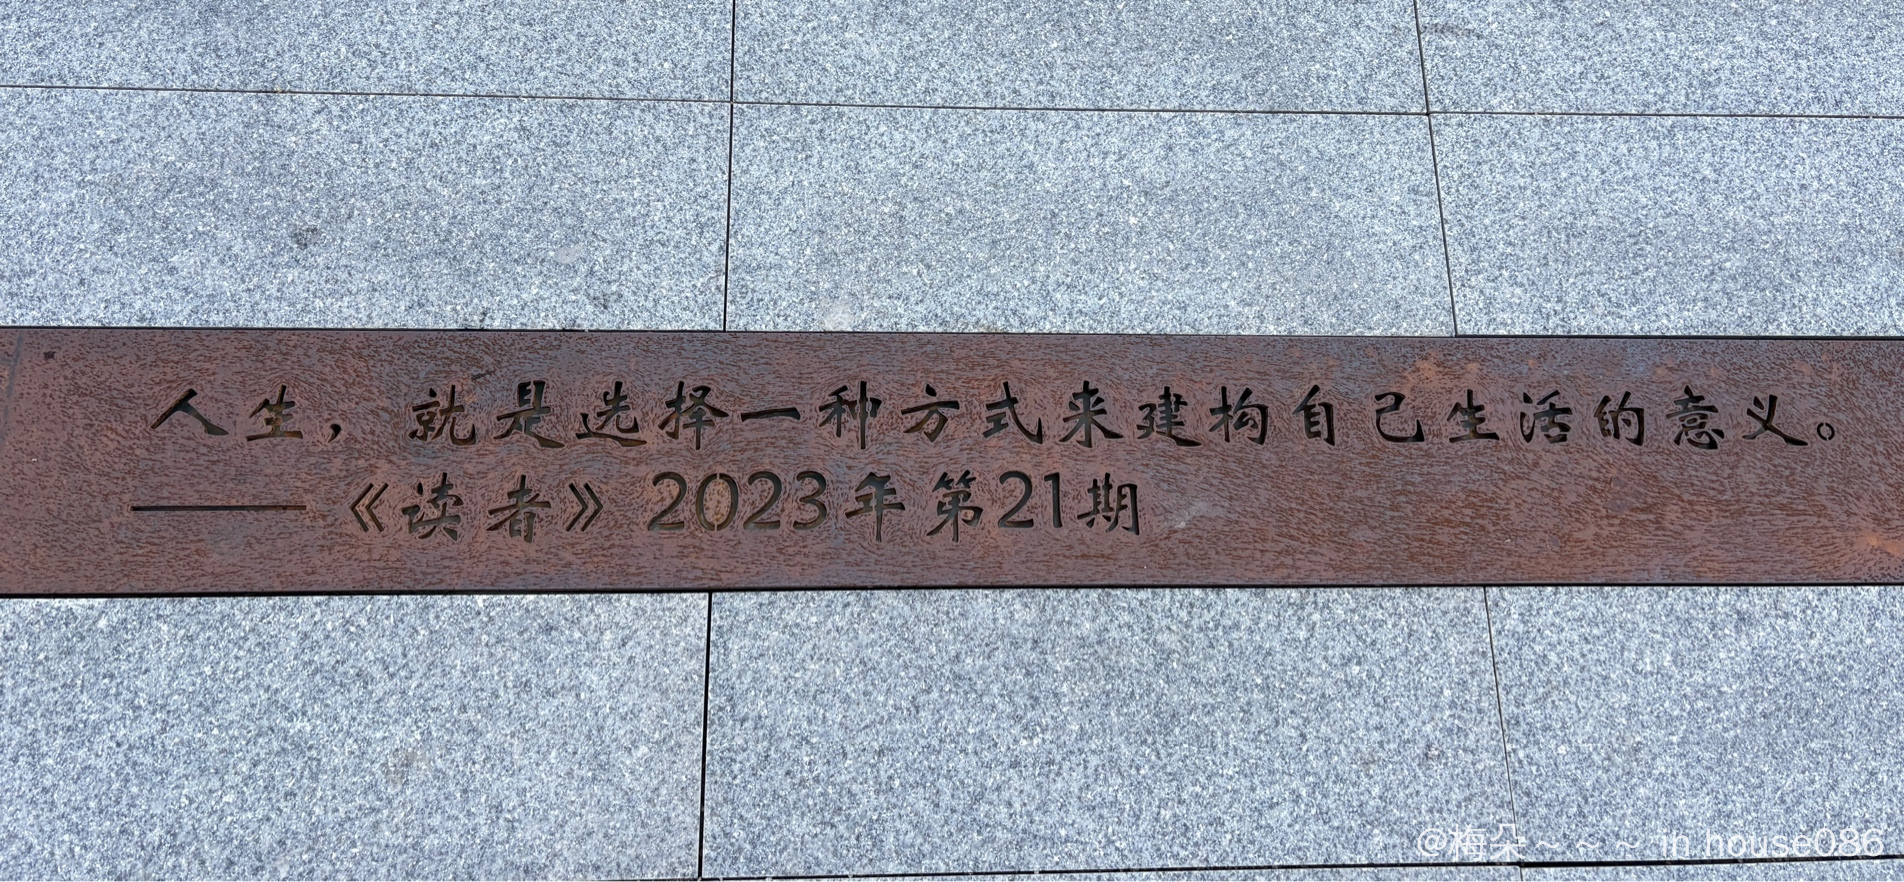 人生，就是选择一种方式来建构自己生活的意义。
——《读者》2023年第21期
@梅朵～～～ in house086